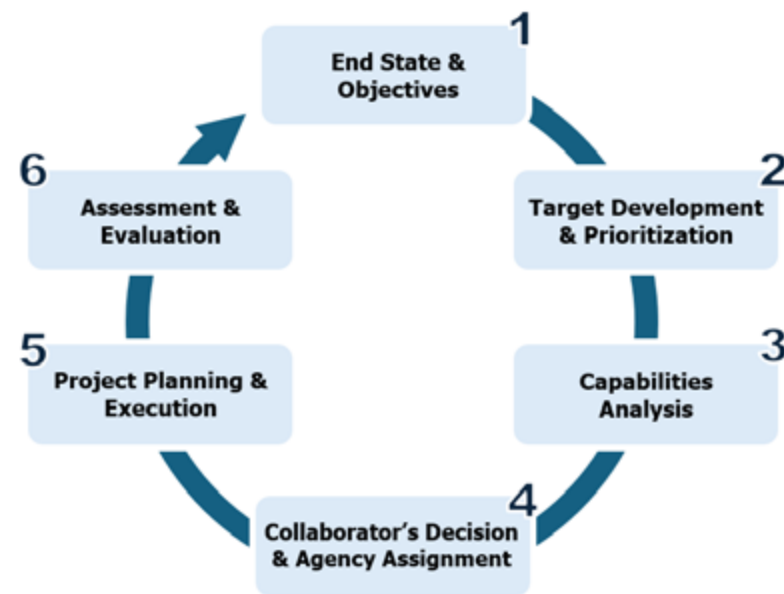 1
End State &
Objectives
2
Target Development
& Prioritization
3
Capabilities
Analysis
4
Collaborator's Decision
& Agency Assignment
5
Project Planning &
Execution
6
Assessment &
Evaluation